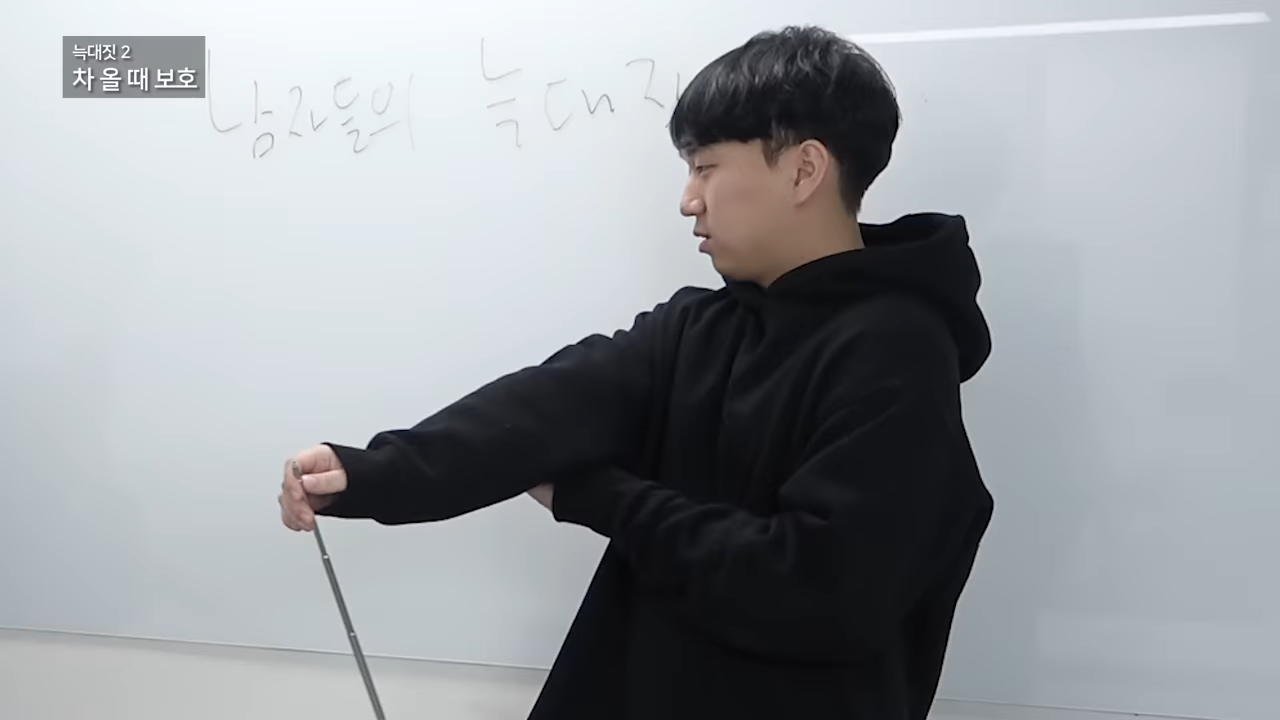 늑대짓 2
차 올 때 보호
남자들의 늑대